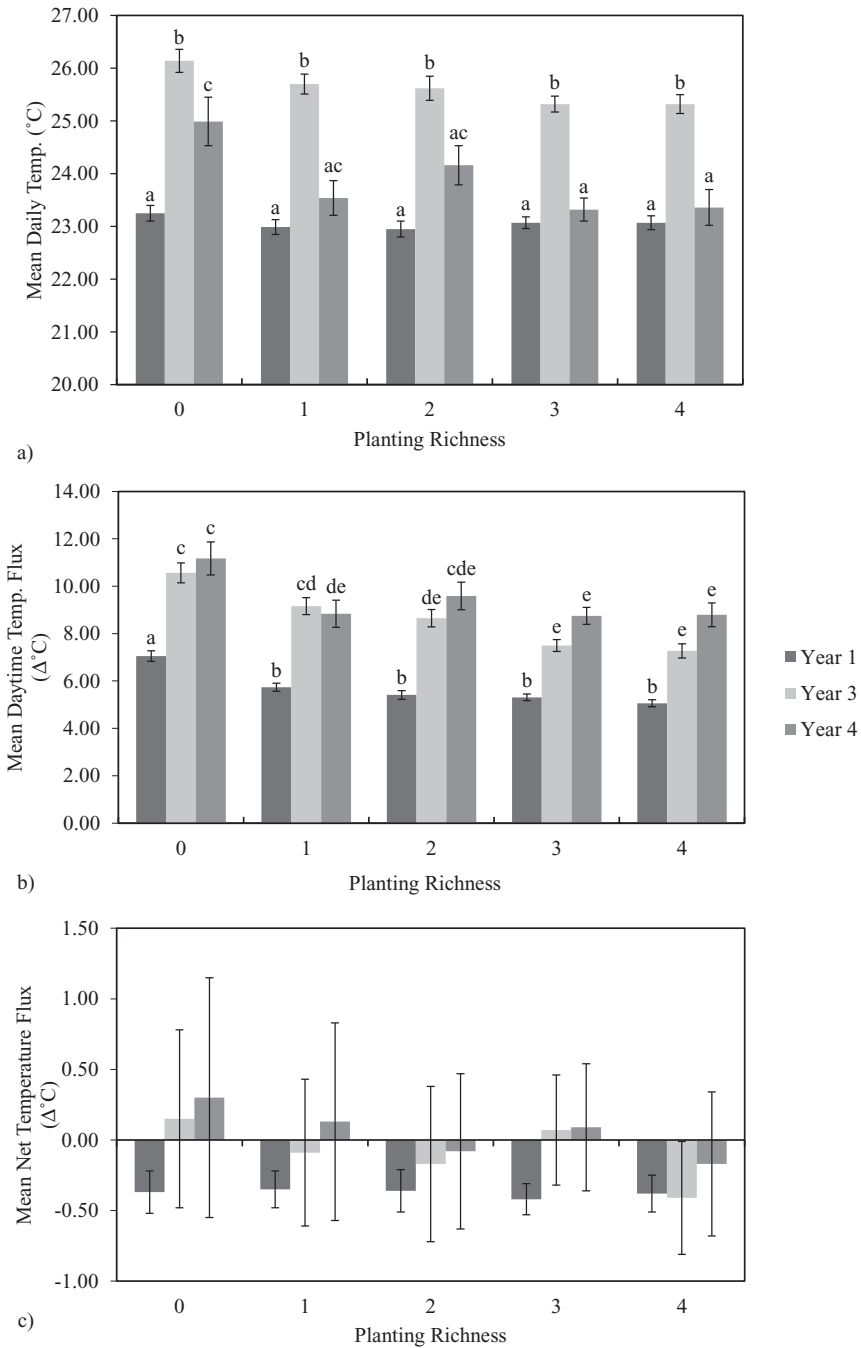 27.00
26.00
25.00
24.00
23.00
22.00
21.00
20.00
Mean Daily Temp. (˚C)
b
b
b
b
b
c
ac
ac
a
a
a
a
a
a
a
0 1 2 3 4
Planting Richness
a)
14.00
12.00
10.00
8.00
6.00
4.00
2.00
0.00
Mean Daytime Temp. Flux
(Δ˚C)
a
c
c
b
cd
de
b
de
cde
b
e
e
b
e
e
0 1 2 3 4
Planting Richness
b)
Year 1
Year 3
Year 4
1.50
1.00
0.50
0.00
-0.50
-1.00
Mean Net Temperature Flux
(Δ˚C)
0 1 2 3 4
Planting Richness
c)